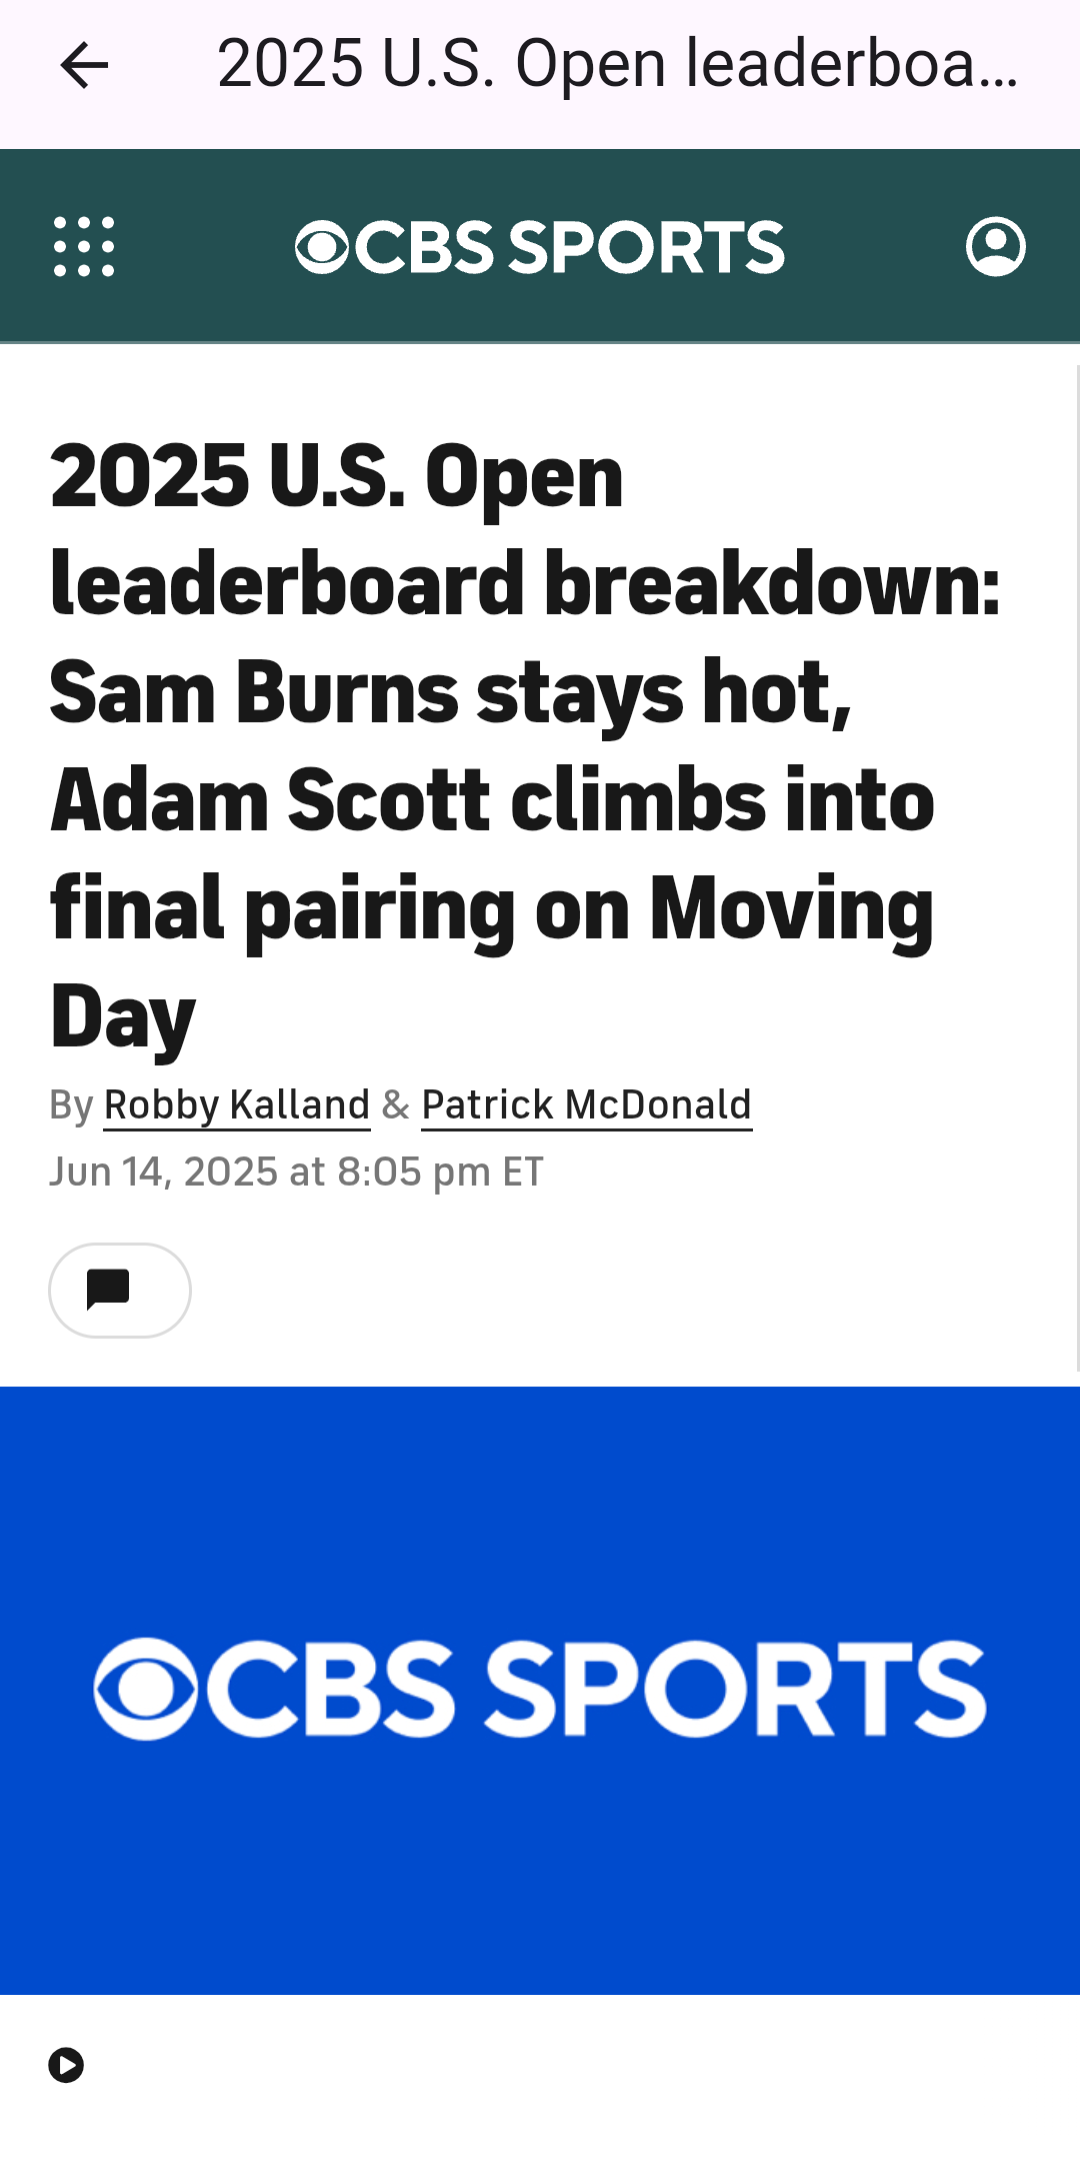 2025 U.S. Open leaderboa...
CBS SPORTS
2025 U.S. Open
leaderboard breakdown:
Sam Burns stays hot,
Adam Scott climbs into
final pairing on Moving
Day
By Robby Kalland & Patrick McDonald
Jun 14, 2025 at 8:05 pm ET
CBS SPORTS